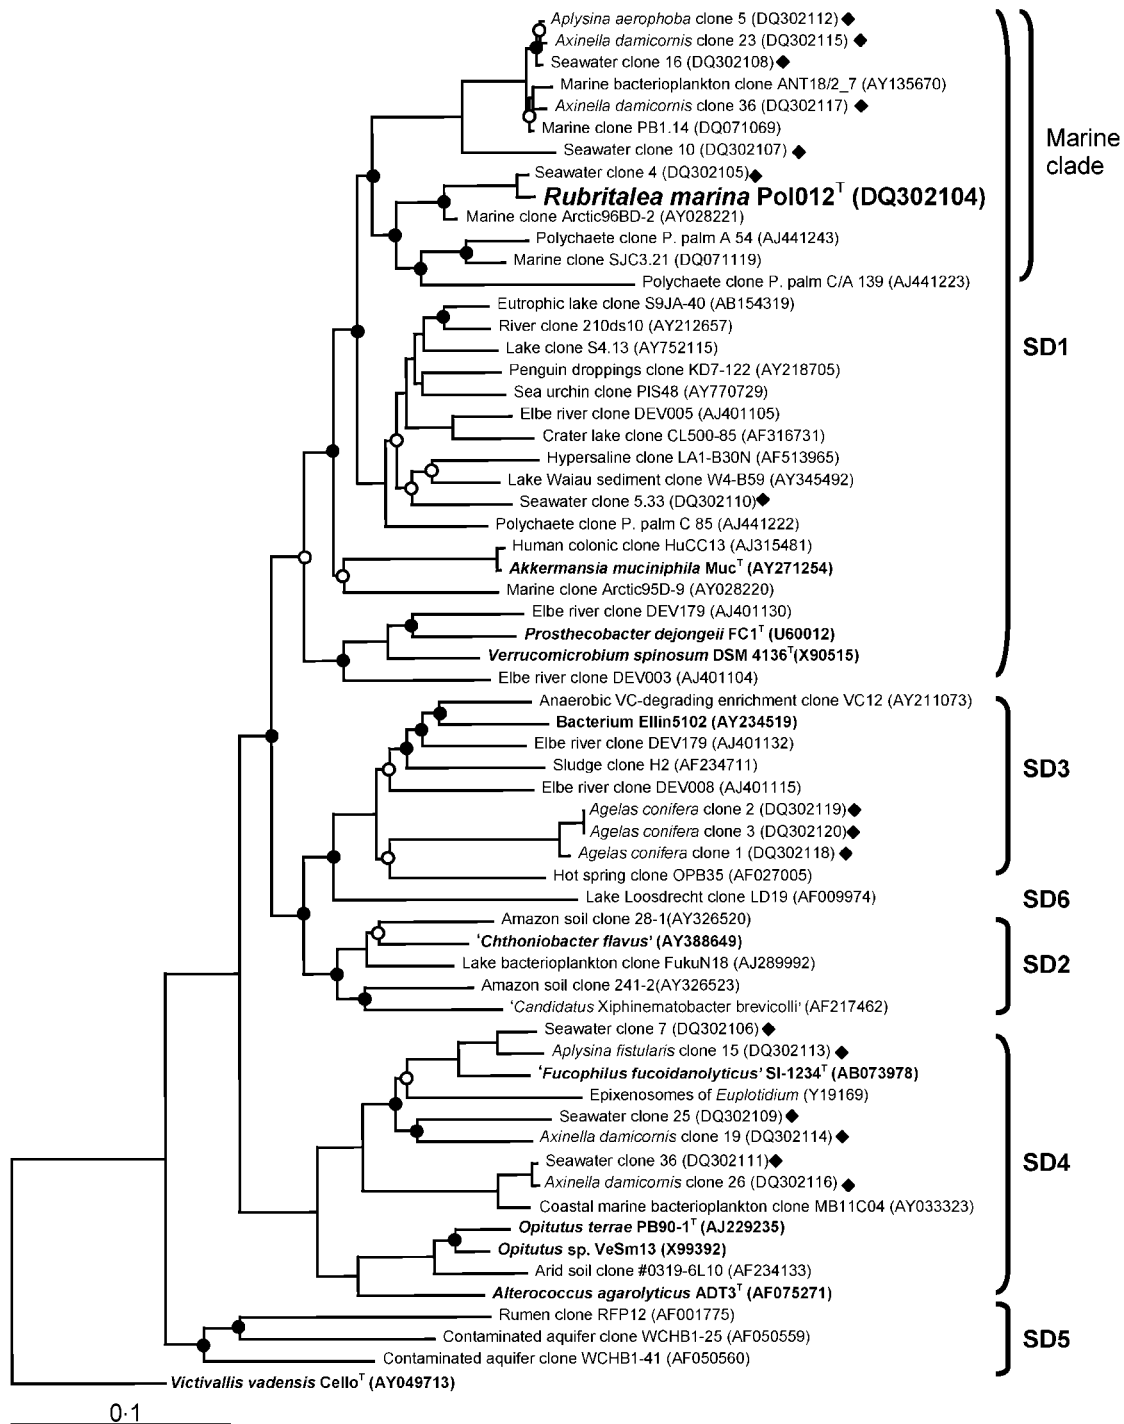 Aplysina aerophoba clone 5 (DQ302112)◆
Axinella damicornis clone 23 (DQ302115)◆
Seawater clone 16 (DQ302108)◆
Marine bacterioplankton clone ANT18/2_7 (AY135670)
Axinella damicornis clone 36 (DQ302117)◆
Marine clone PB1.14 (DQ071069)
Marine clade
Seawater clone 10 (DQ302107)◆
Seawater clone 4 (DQ302105)◆
Rubritalea marina Pol012ᵀ (DQ302104)
Marine clone Arctic96BD-2 (AY028221)
Polychaete clone P. palm A 54 (AJ441243)
Marine clone SJC3.21 (DQ071119)
Polychaete clone P. palm C/A 139 (AJ441223)
Eutrophic lake clone S9JA-40 (AB154319)
River clone 210ds10 (AY212657)
SD1
Lake clone S4.13 (AY752115)
Penguin droppings clone KD7-122 (AY218705)
Sea urchin clone PIS48 (AY770729)
Elbe river clone DEV005 (AJ401105)
Crater lake clone CL500-85 (AF316731)
Hypersaline clone LA1-B30N (AF513965)
Lake Waiau sediment clone W4-B59 (AY345492)
Seawater clone 5.33 (DQ302110)◆
Polychaete clone P. palm C 85 (AJ441222)
Human colonic clone HuCC13 (AJ315481)
Akkermansia muciniphila Mucᵀ (AY271254)
Marine clone Arctic95D-9 (AY028220)
Elbe river clone DEV179 (AJ401130)
Prosthecobacter dejongeii FC1ᵀ (U60012)
Verrucomicrobium spinosum DSM 4136ᵀ(X90515)
Elbe river clone DEV003 (AJ401104)
Anaerobic VC-degrading enrichment clone VC12 (AY211073)
Bacterium Ellin5102 (AY234519)
Elbe river clone DEV179 (AJ401132)
Sludge clone H2 (AF234711)
SD3
Elbe river clone DEV008 (AJ401115)
Agelas conifera clone 2 (DQ302119)◆
Agelas conifera clone 3 (DQ302120)◆
Agelas conifera clone 1 (DQ302118)◆
Hot spring clone OPB35 (AF027005)
Lake Loosdrecht clone LD19 (AF009974)
SD6
Amazon soil clone 28-1(AY326520)
'Chthoniobacter flavus' (AY388649)
Lake bacterioplankton clone FukuN18 (AJ289992)
SD2
Amazon soil clone 241-2(AY326523)
'Candidatus Xiphinematobacter brevicolli' (AF217462)
Seawater clone 7 (DQ302106)◆
Aplysina fistularis clone 15 (DQ302113)◆
'Fucophilus fucoidanolyticus' SI-1234ᵀ (AB073978)
Epixenosomes of Euplotidium (Y19169)
Seawater clone 25 (DQ302109)◆
Axinella damicornis clone 19 (DQ302114)◆
Seawater clone 36 (DQ302111)◆
SD4
Axinella damicornis clone 26 (DQ302116)◆
Coastal marine bacterioplankton clone MB11C04 (AY033323)
Opitutus terrae PB90-1ᵀ (AJ229235)
Opitutus sp. VeSm13 (X99392)
Arid soil clone #0319-6L10 (AF234133)
Alterococcus agarolyticus ADT3ᵀ (AF075271)
Rumen clone RFP12 (AF001775)
Contaminated aquifer clone WCHB1-25 (AF050559)
SD5
Contaminated aquifer clone WCHB1-41 (AF050560)
Victivallis vadensis Celloᵀ (AY049713)
0·1